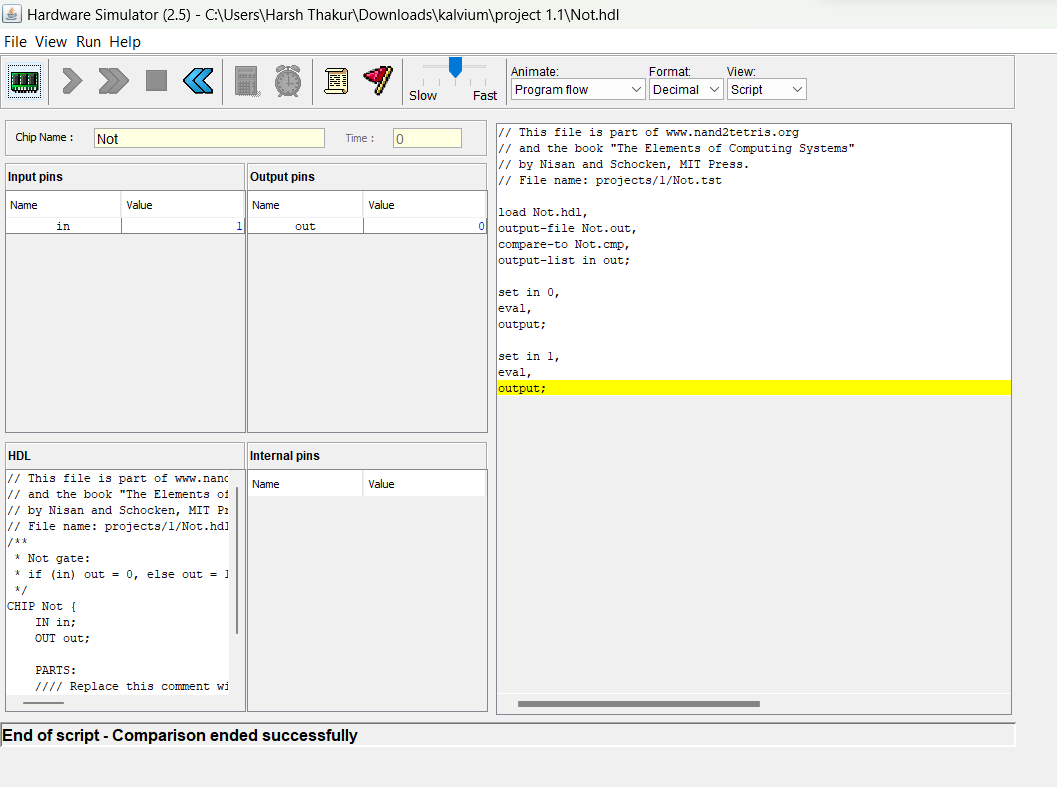 Hardware Simulator (2.5) - C:\Users\Harsh Thakur\Downloads\kalvium\project 1.1\Not.hdl
File View Run Help
Slow Fast
Animate: Format: View:
Program flow Decimal Script
Chip Name : Not Time : 0
Input pins Output pins
Name Value Name Value
in 1 out 0
HDL Internal pins
Name Value
// This file is part of www.nand
// and the book "The Elements of
// by Nisan and Schocken, MIT Pr
// File name: projects/1/Not.hdl
/**
* Not gate:
* if (in) out = 0, else out = 1
*/
CHIP Not {
IN in;
OUT out;
PARTS:
//// Replace this comment wi
// This file is part of www.nand2tetris.org
// and the book "The Elements of Computing Systems"
// by Nisan and Schocken, MIT Press.
// File name: projects/1/Not.tst
load Not.hdl,
output-file Not.out,
compare-to Not.cmp,
output-list in out;
set in 0,
eval,
output;
set in 1,
eval,
output;
End of script - Comparison ended successfully